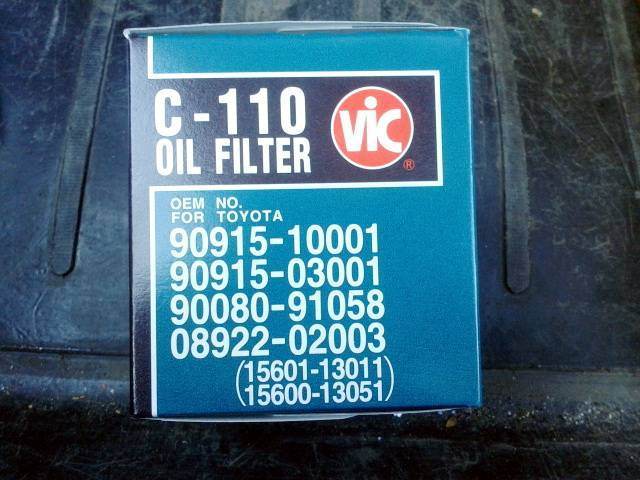 C-110
OIL FILTER
VIC
®
OEM NO.
FOR TOYOTA
90915-10001
90915-03001
90080-91058
08922-02003
(15601-13011
15600-13051)